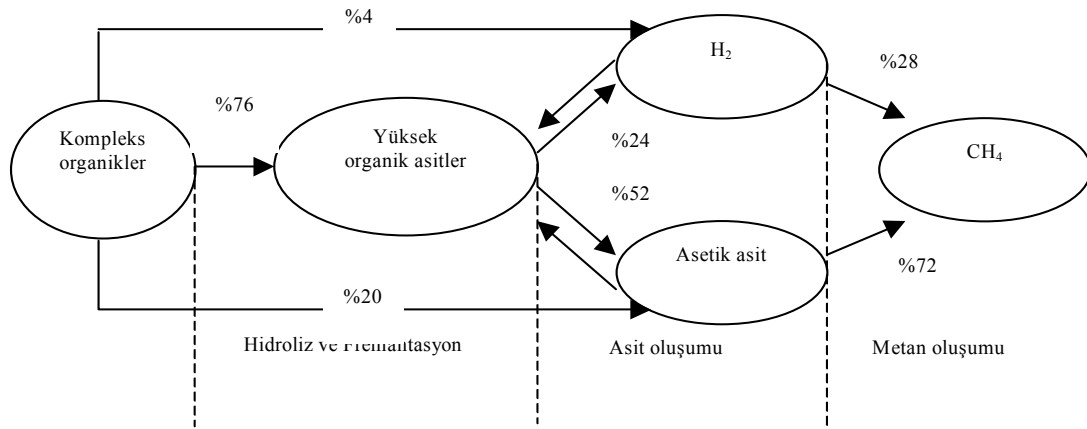 %4
H₂
%28
%76
Kompleks
organikler
Yüksek
organik asitler
%24
CH₄
%52
Asetik asit
%72
%20
Hidroliz ve
Asit oluşumu
Metan oluşumu